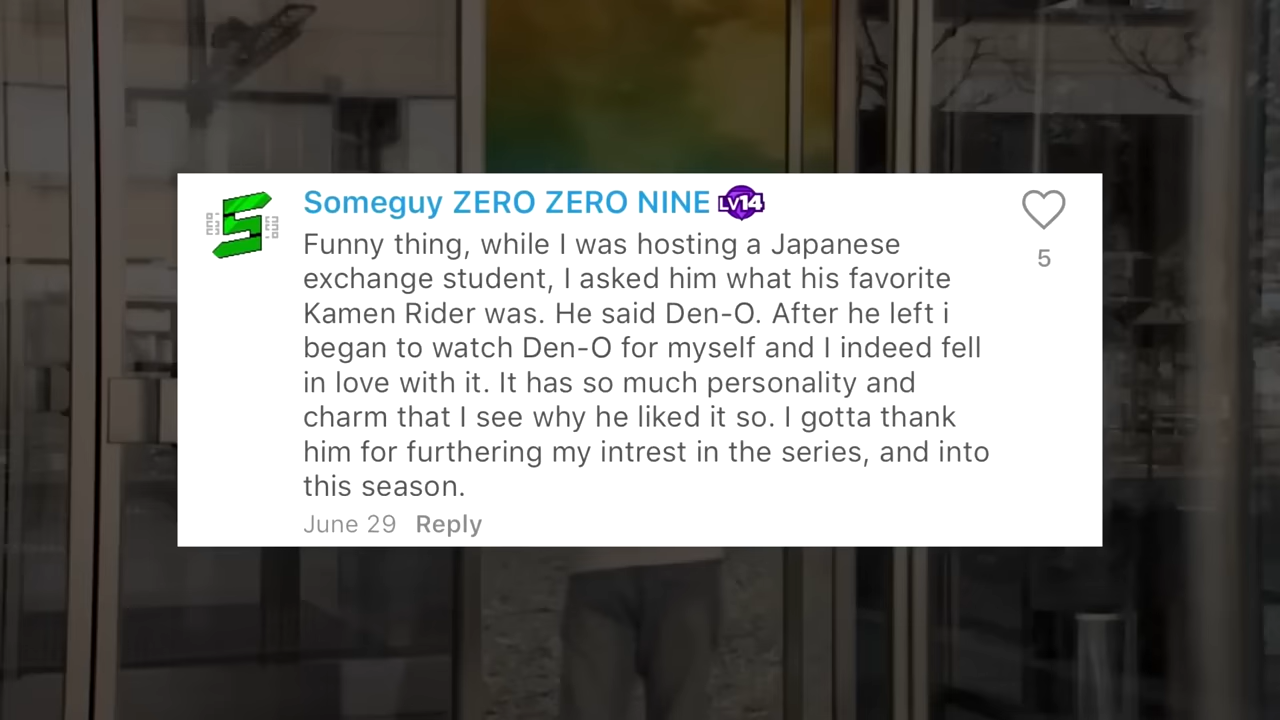 Someguy ZERO ZERO NINE LV14
Funny thing, while I was hosting a Japanese
exchange student, I asked him what his favorite
Kamen Rider was. He said Den-O. After he left i
began to watch Den-O for myself and I indeed fell
in love with it. It has so much personality and
charm that I see why he liked it so. I gotta thank
him for furthering my intrest in the series, and into
this season.
June 29 Reply
5